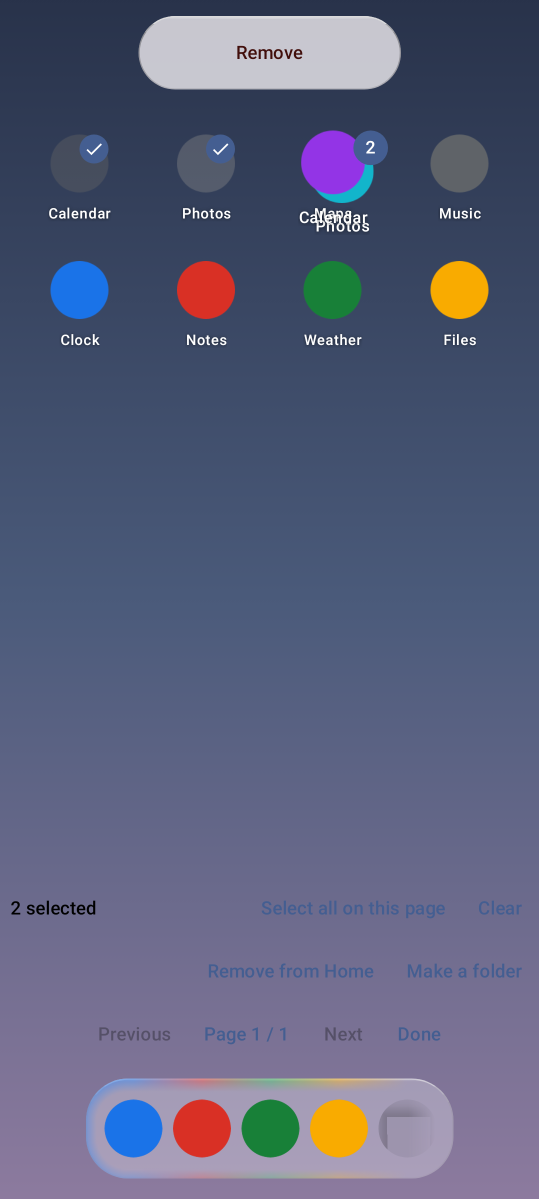 Remove
Calendar
Photos
2
Maps
Calendar
Photos
Music
Clock
Notes
Weather
Files
2 selected
Select all on this page
Clear
Remove from Home
Make a folder
Previous
Page 1 / 1
Next
Done